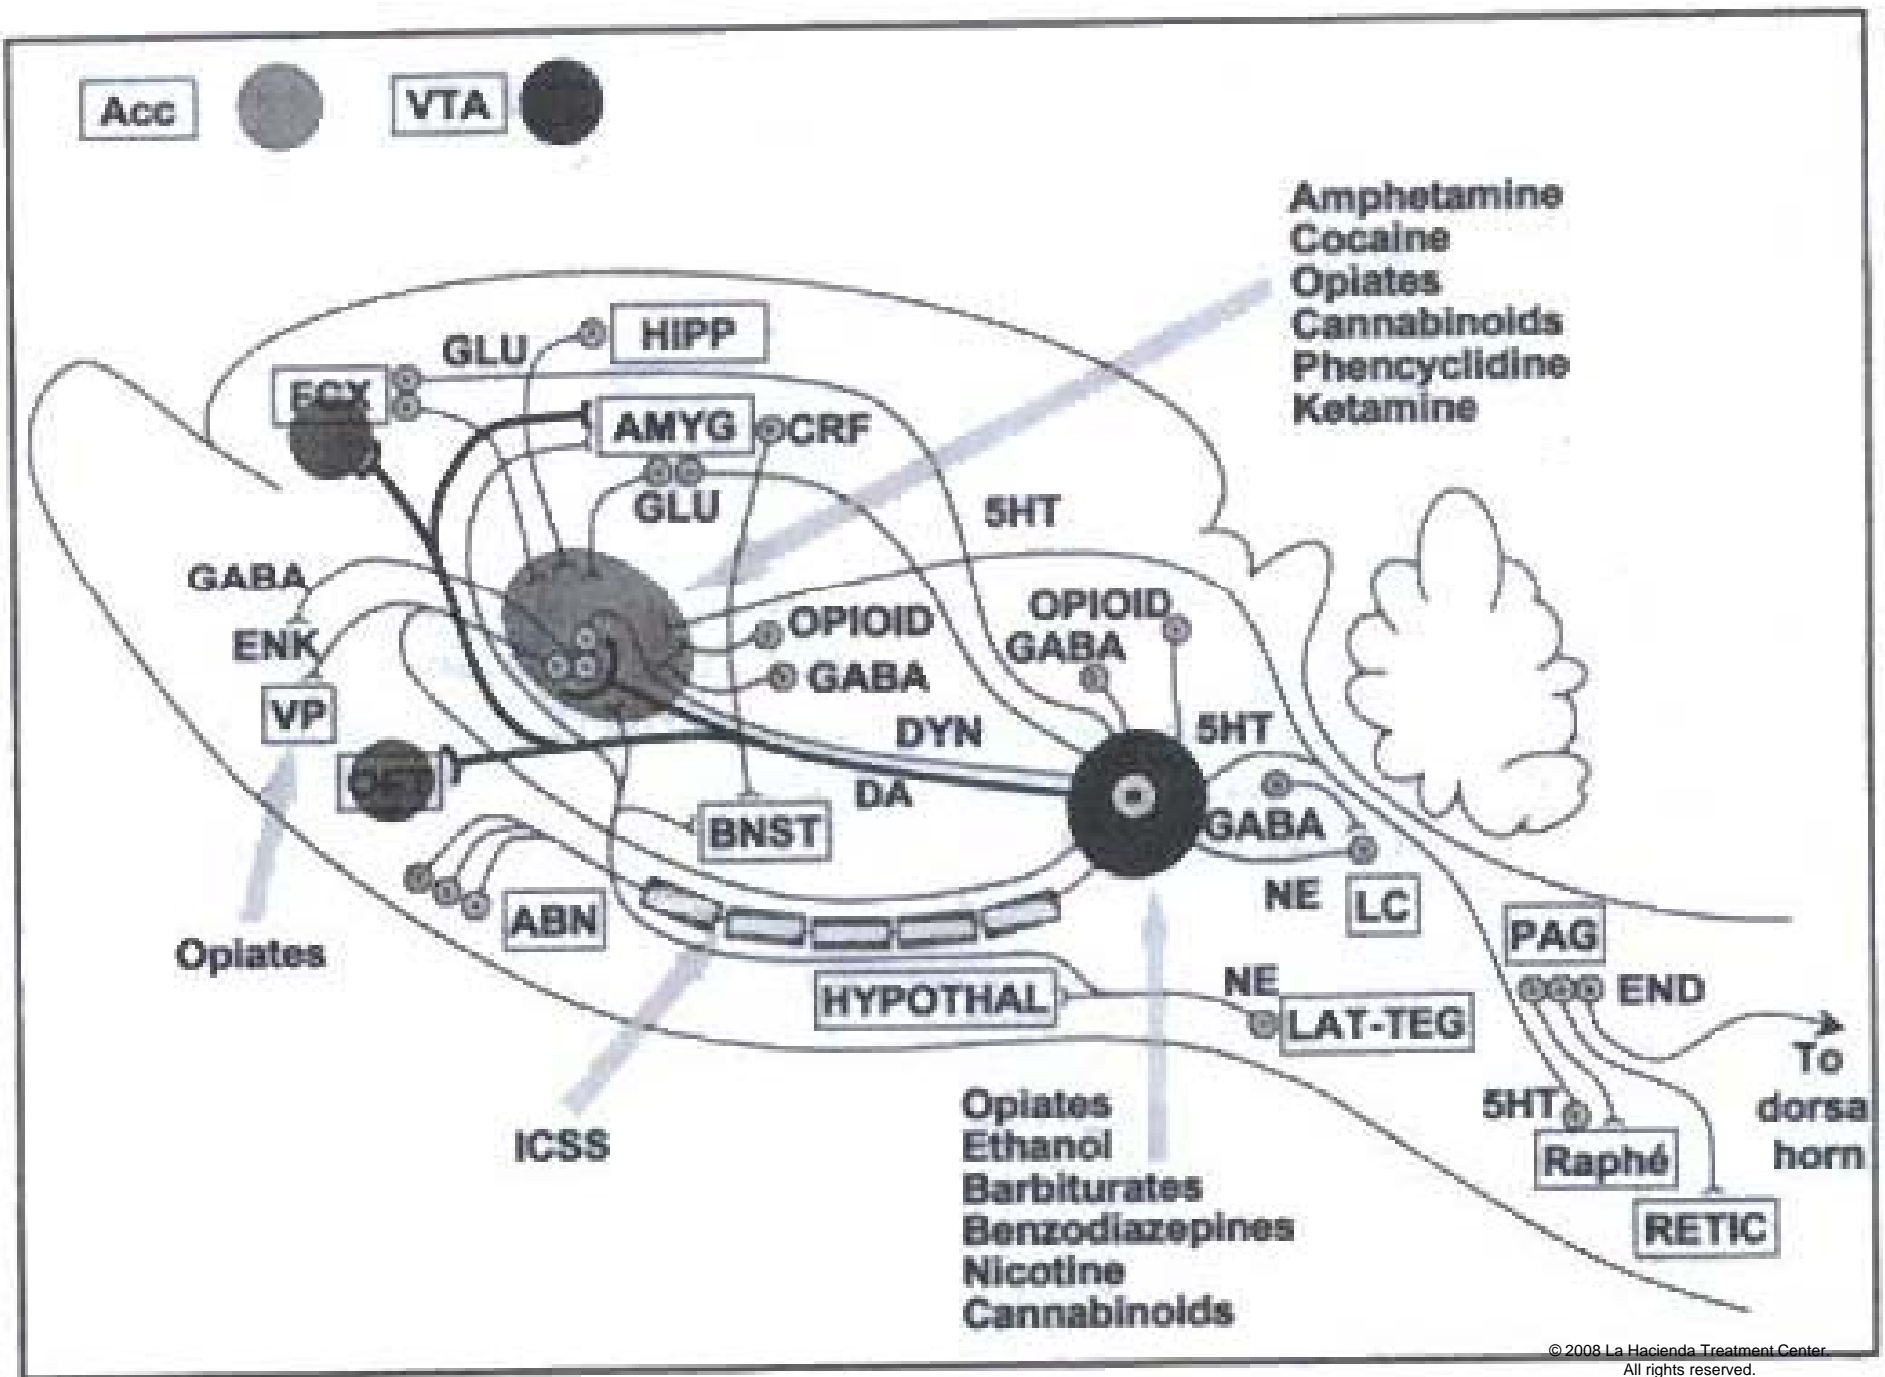 Acc
VTA
Amphetamine
Cocaine
Opiates
Cannabinoids
Phencyclidine
Ketamine
GLU
HIPP
FCX
AMYG
CRF
GLU
5HT
GABA
ENK
VP
OPIOID
GABA
OPIOID
GABA
DYN
DA
5HT
GABA
NE
LC
BNST
ABN
Opiates
HYPOTHAL
NE
LAT-TEG
PAG
END
To
dorsa
horn
5HT
Raphé
RETIC
ICSS
Opiates
Ethanol
Barbiturates
Benzodiazepines
Nicotine
Cannabinoids
© 2008 La Hacienda Treatment Center.
All rights reserved.